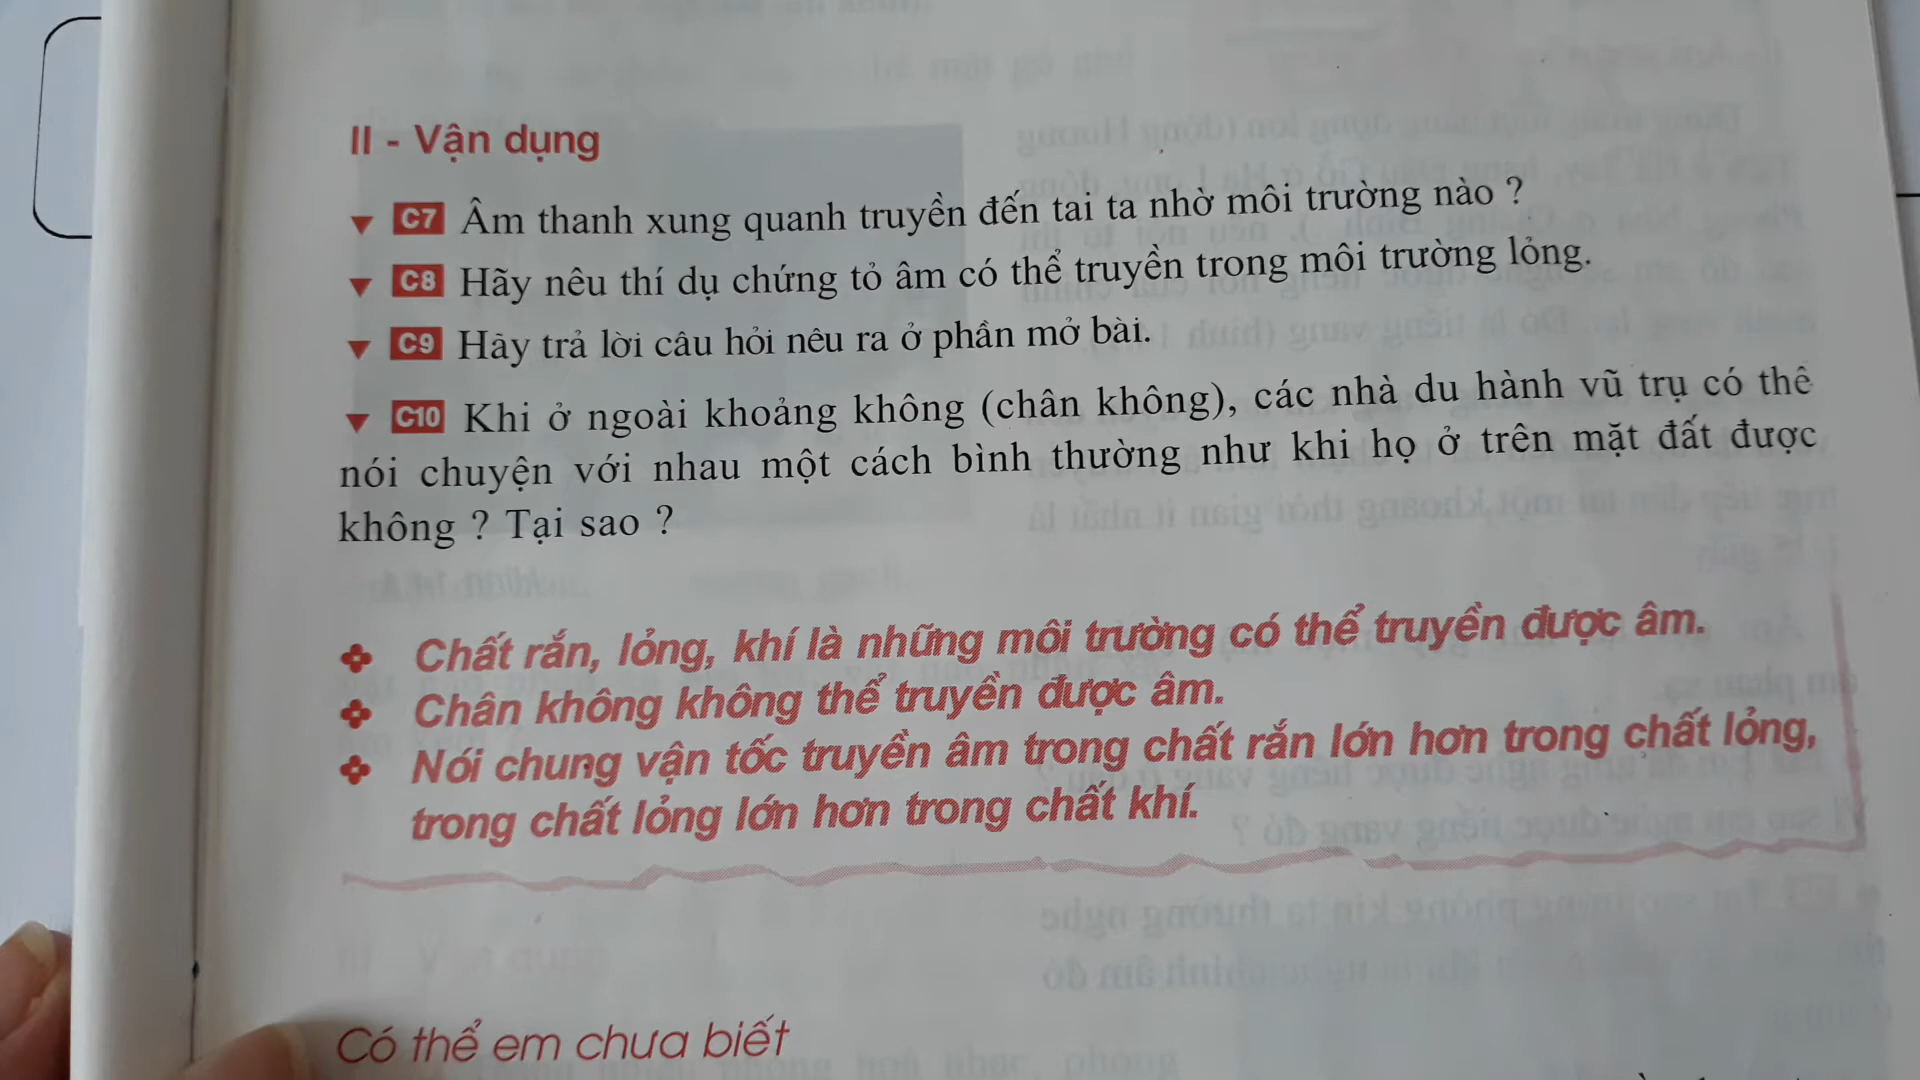 II - Vận dụng
C7 Âm thanh xung quanh truyền đến tai ta nhờ môi trường nào ?
C8 Hãy nêu thí dụ chứng tỏ âm có thể truyền trong môi trường lỏng.
C9 Hãy trả lời câu hỏi nêu ra ở phần mở bài.
C10 Khi ở ngoài khoảng không (chân không), các nhà du hành vũ trụ có thể
nói chuyện với nhau một cách bình thường như khi họ ở trên mặt đất được
không ? Tại sao ?
Chất rắn, lỏng, khí là những môi trường có thể truyền được âm.
Chân không không thể truyền được âm.
Nói chung vận tốc truyền âm trong chất rắn lớn hơn trong chất lỏng,
trong chất lỏng lớn hơn trong chất khí.
Có thể em chưa biết